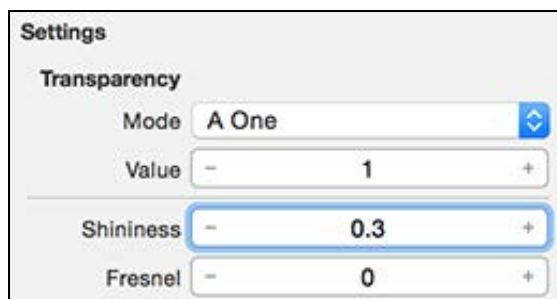 Settings
Transparency
Mode A One
Value - 1 +
Shininess - 0.3 +
Fresnel - 0 +